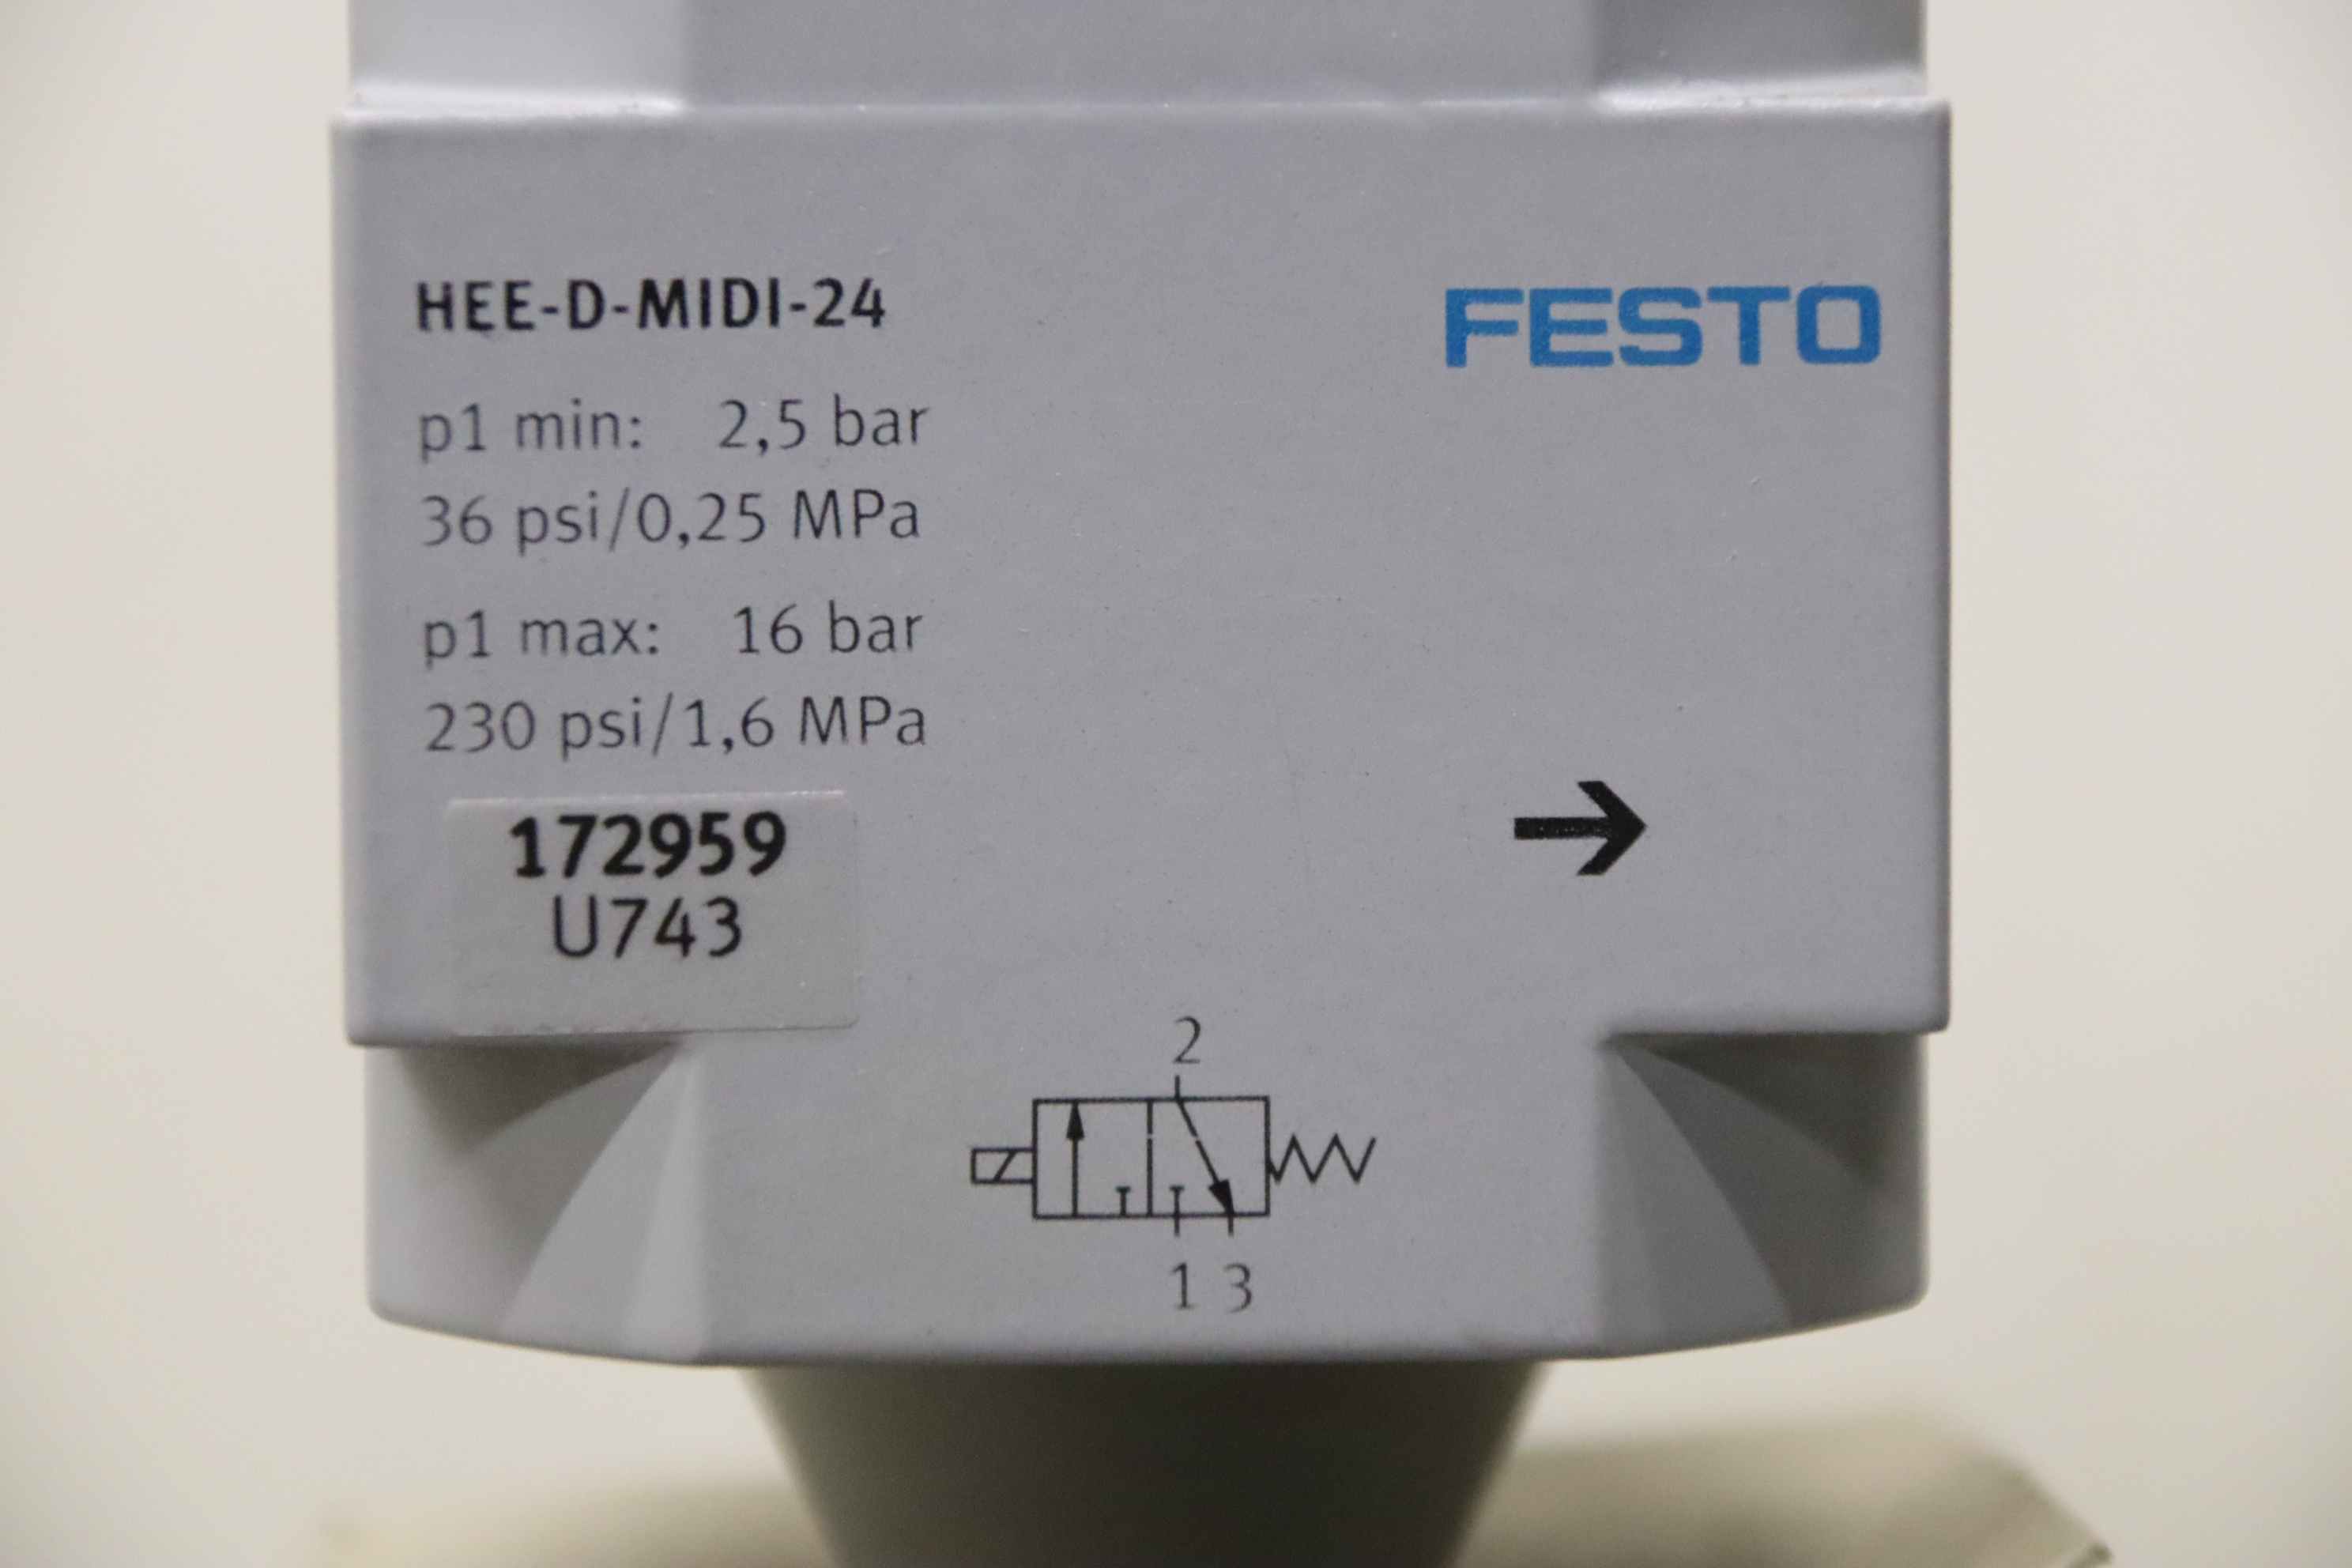 HEE-D-MIDI-24
FESTO
p1 min: 2,5 bar
36 psi/0,25 MPa
p1 max: 16 bar
230 psi/1,6 MPa
172959
U743
2
1 3